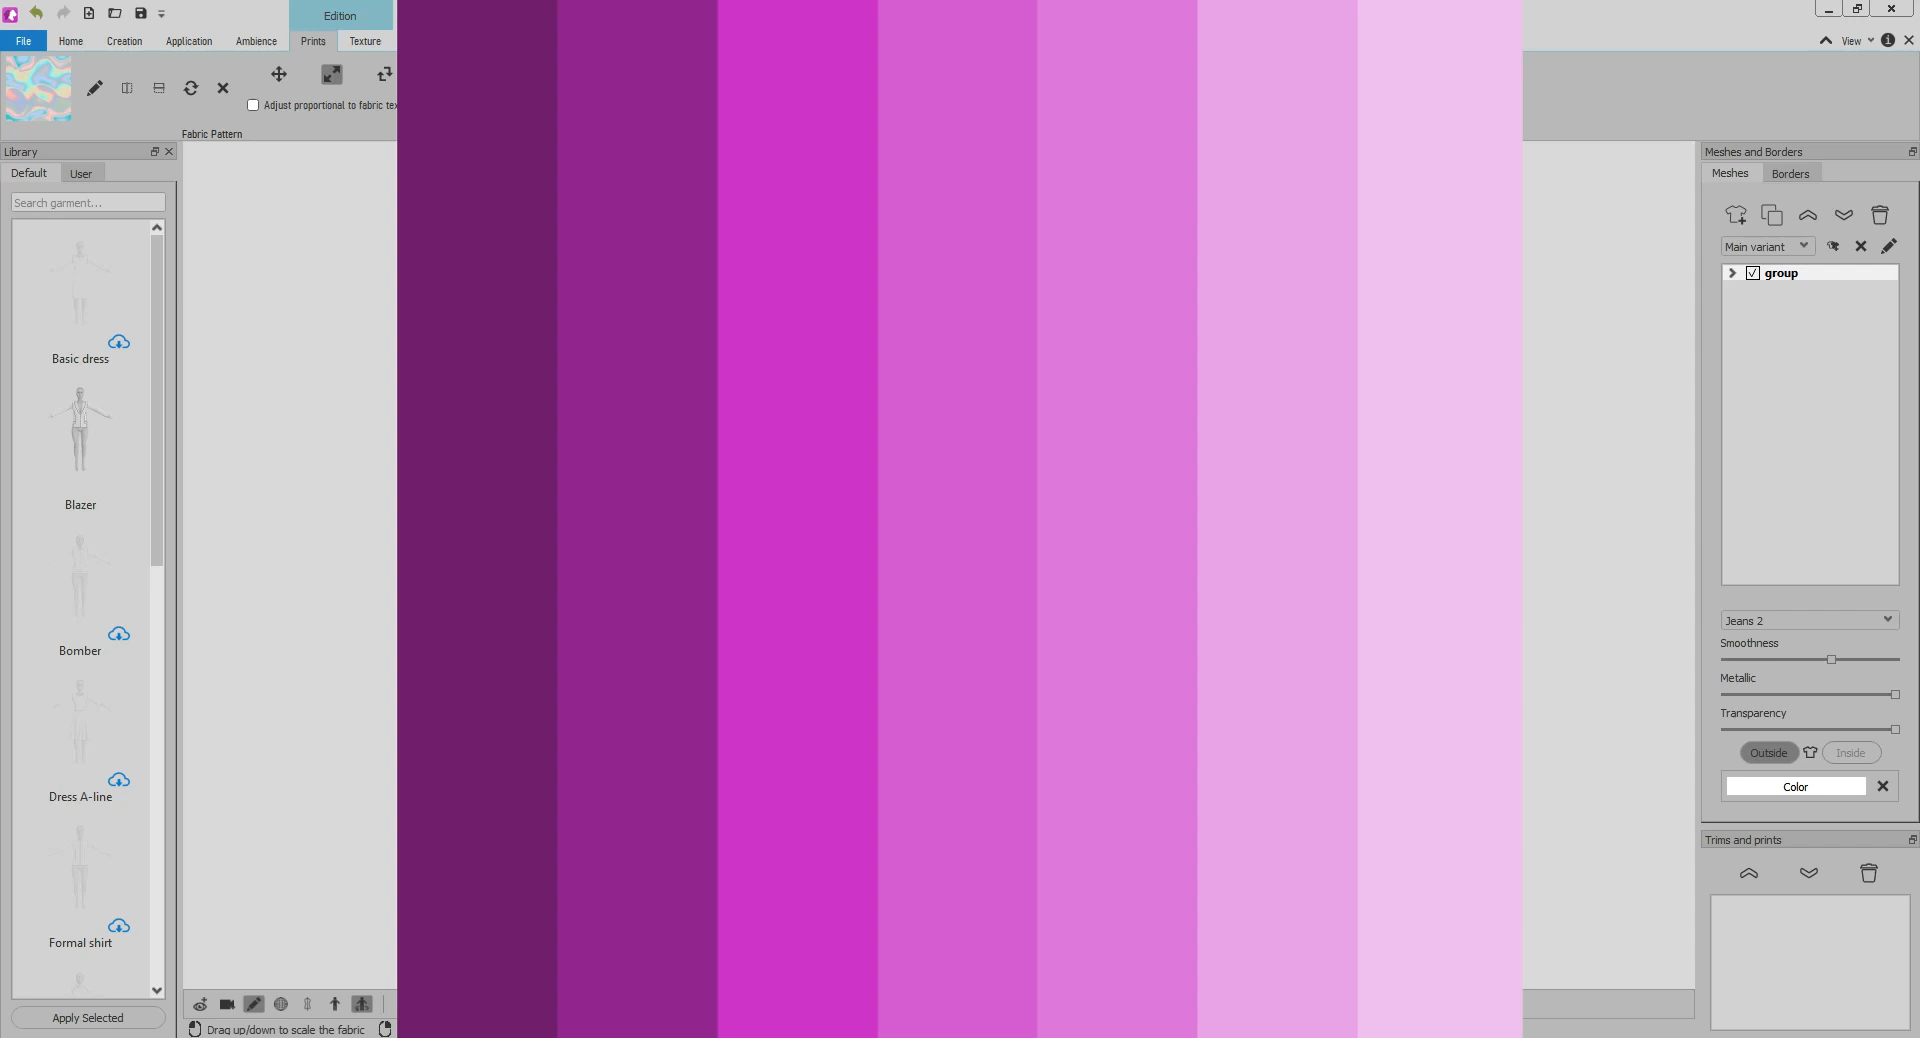 Edition
File Home Creation Application Ambience Prints Texture
View
Adjust proportional to fabric tex
Fabric Pattern
Library
Default User
Search garment...
Basic dress
Blazer
Bomber
Dress A-line
Formal shirt
Apply Selected
Drag up/down to scale the fabric
Meshes and Borders
Meshes Borders
Main variant
group
Jeans 2
Smoothness
Metallic
Transparency
Outside Inside
Color
Trims and prints